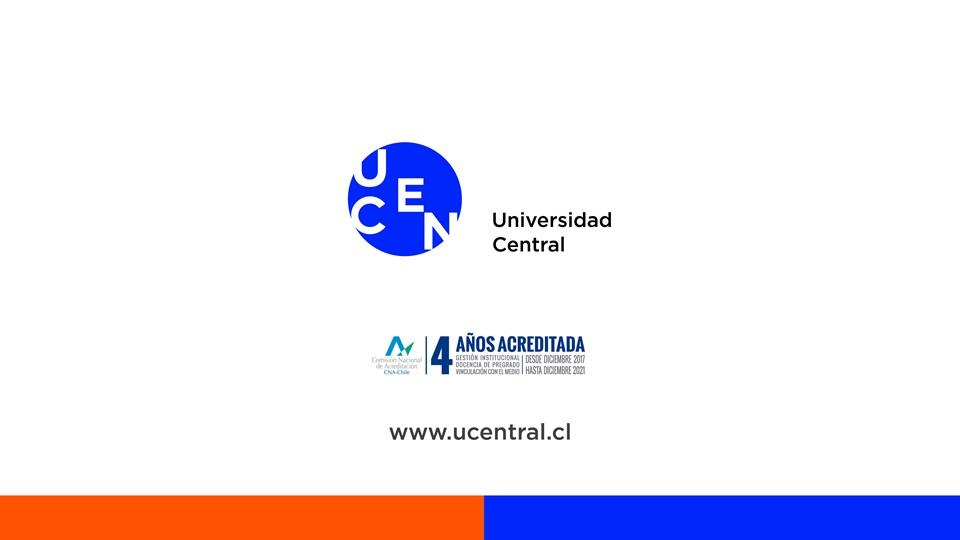 U
E
C
N
Universidad
Central
Comisión Nacional
de Acreditación
CNA-Chile
4 AÑOS ACREDITADA
GESTIÓN INSTITUCIONAL
DOCENCIA DE PREGRADO
VINCULACIÓN CON EL MEDIO
DESDE DICIEMBRE 2017
HASTA DICIEMBRE 2021
www.ucentral.cl